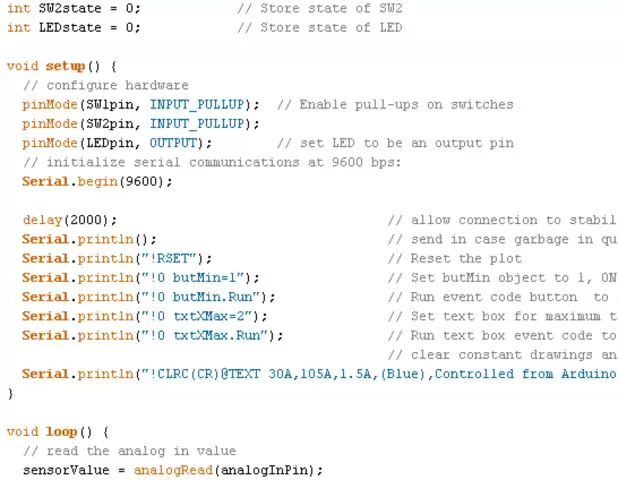 int SW2state = 0; // Store state of SW2
int LEDstate = 0; // Store state of LED
void setup() {
// configure hardware
pinMode(SW1pin, INPUT_PULLUP); // Enable pull-ups on switches
pinMode(SW2pin, INPUT_PULLUP);
pinMode(LEDpin, OUTPUT); // set LED to be an output pin
// initialize serial communications at 9600 bps:
Serial.begin(9600);
delay(2000); // allow connection to stabil
Serial.println(); // send in case garbage in qu
Serial.println("!RSET"); // Reset the plot
Serial.println("!O butMin=1"); // Set butMin object to 1, ON
Serial.println("!O butMin.Run"); // Run event code button to
Serial.println("!O txtXMax=2"); // Set text box for maximum t
Serial.println("!O txtXMax.Run"); // Run text box event code to
// clear constant drawings an
Serial.println("!CLRC(CR)@TEXT 30A,105A,1.5A,(Blue),Controlled from Arduino
}
void loop() {
// read the analog in value
sensorValue = analogRead(analogInPin);